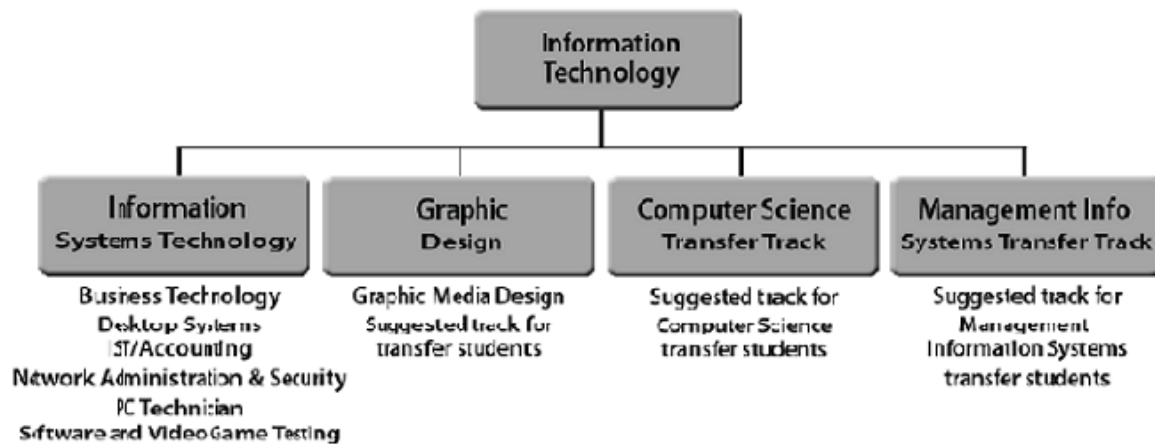 Information
Technology
Information
Systems Technology
Business Technology
Desktop Systems
IST/Accounting
Network Administration & Security
PC Technician
Software and Video Game Testing
Graphic
Design
Graphic Media Design
Suggested track for
transfer students
Computer Science
Transfer Track
Suggested track for
Computer Science
transfer students
Management Info
Systems Transfer Track
Suggested track for
Management
Information Systems
transfer students